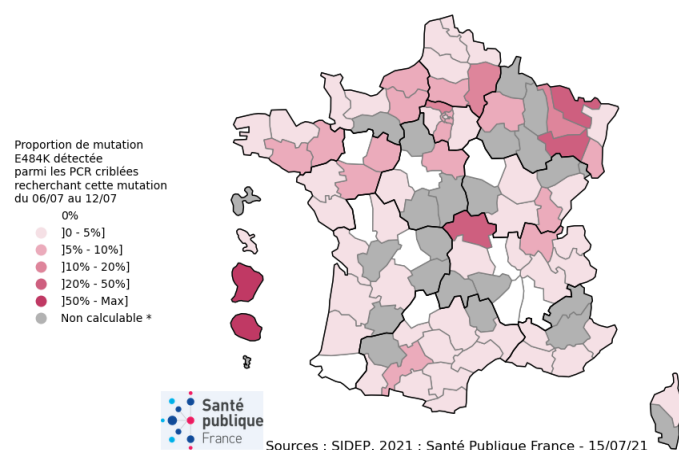 Proportion de mutation
E484K détectée
parmi les PCR criblées
recherchant cette mutation
du 06/07 au 12/07
0%
]0 - 5%]
]5% - 10%]
]10% - 20%]
]20% - 50%]
]50% - Max]
Non calculable *
Santé
publique
France
Sources : SIDEP, 2021 ; Santé Publique France - 15/07/21